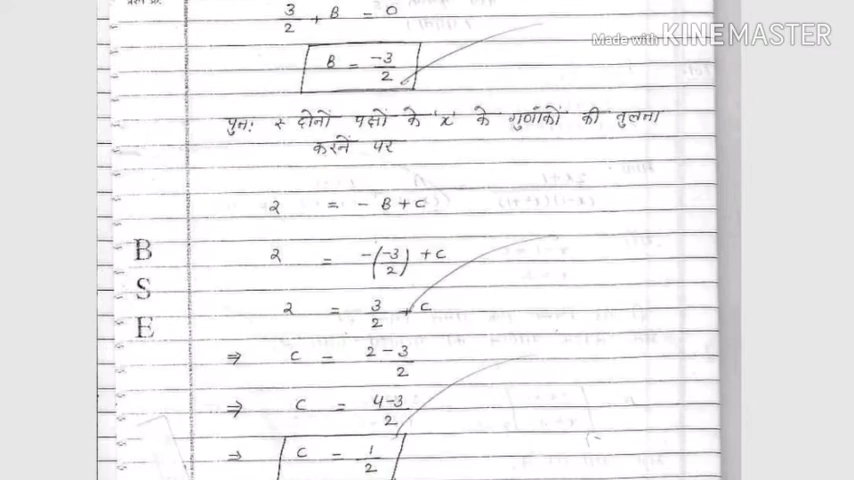 प्रश्न क्र.
3/2 + B = 0
Made with KINEMASTER
B = -3/2
पुनः दोनों पक्षों के 'x' के गुणांकों की तुलना
करनें पर
2 = - B + C
B
2 = -(-3/2) + C
S
2 = 3/2 + C
E
⇒ C = 2 - 3/2
⇒ C = 4-3/2
⇒ C = 1/2